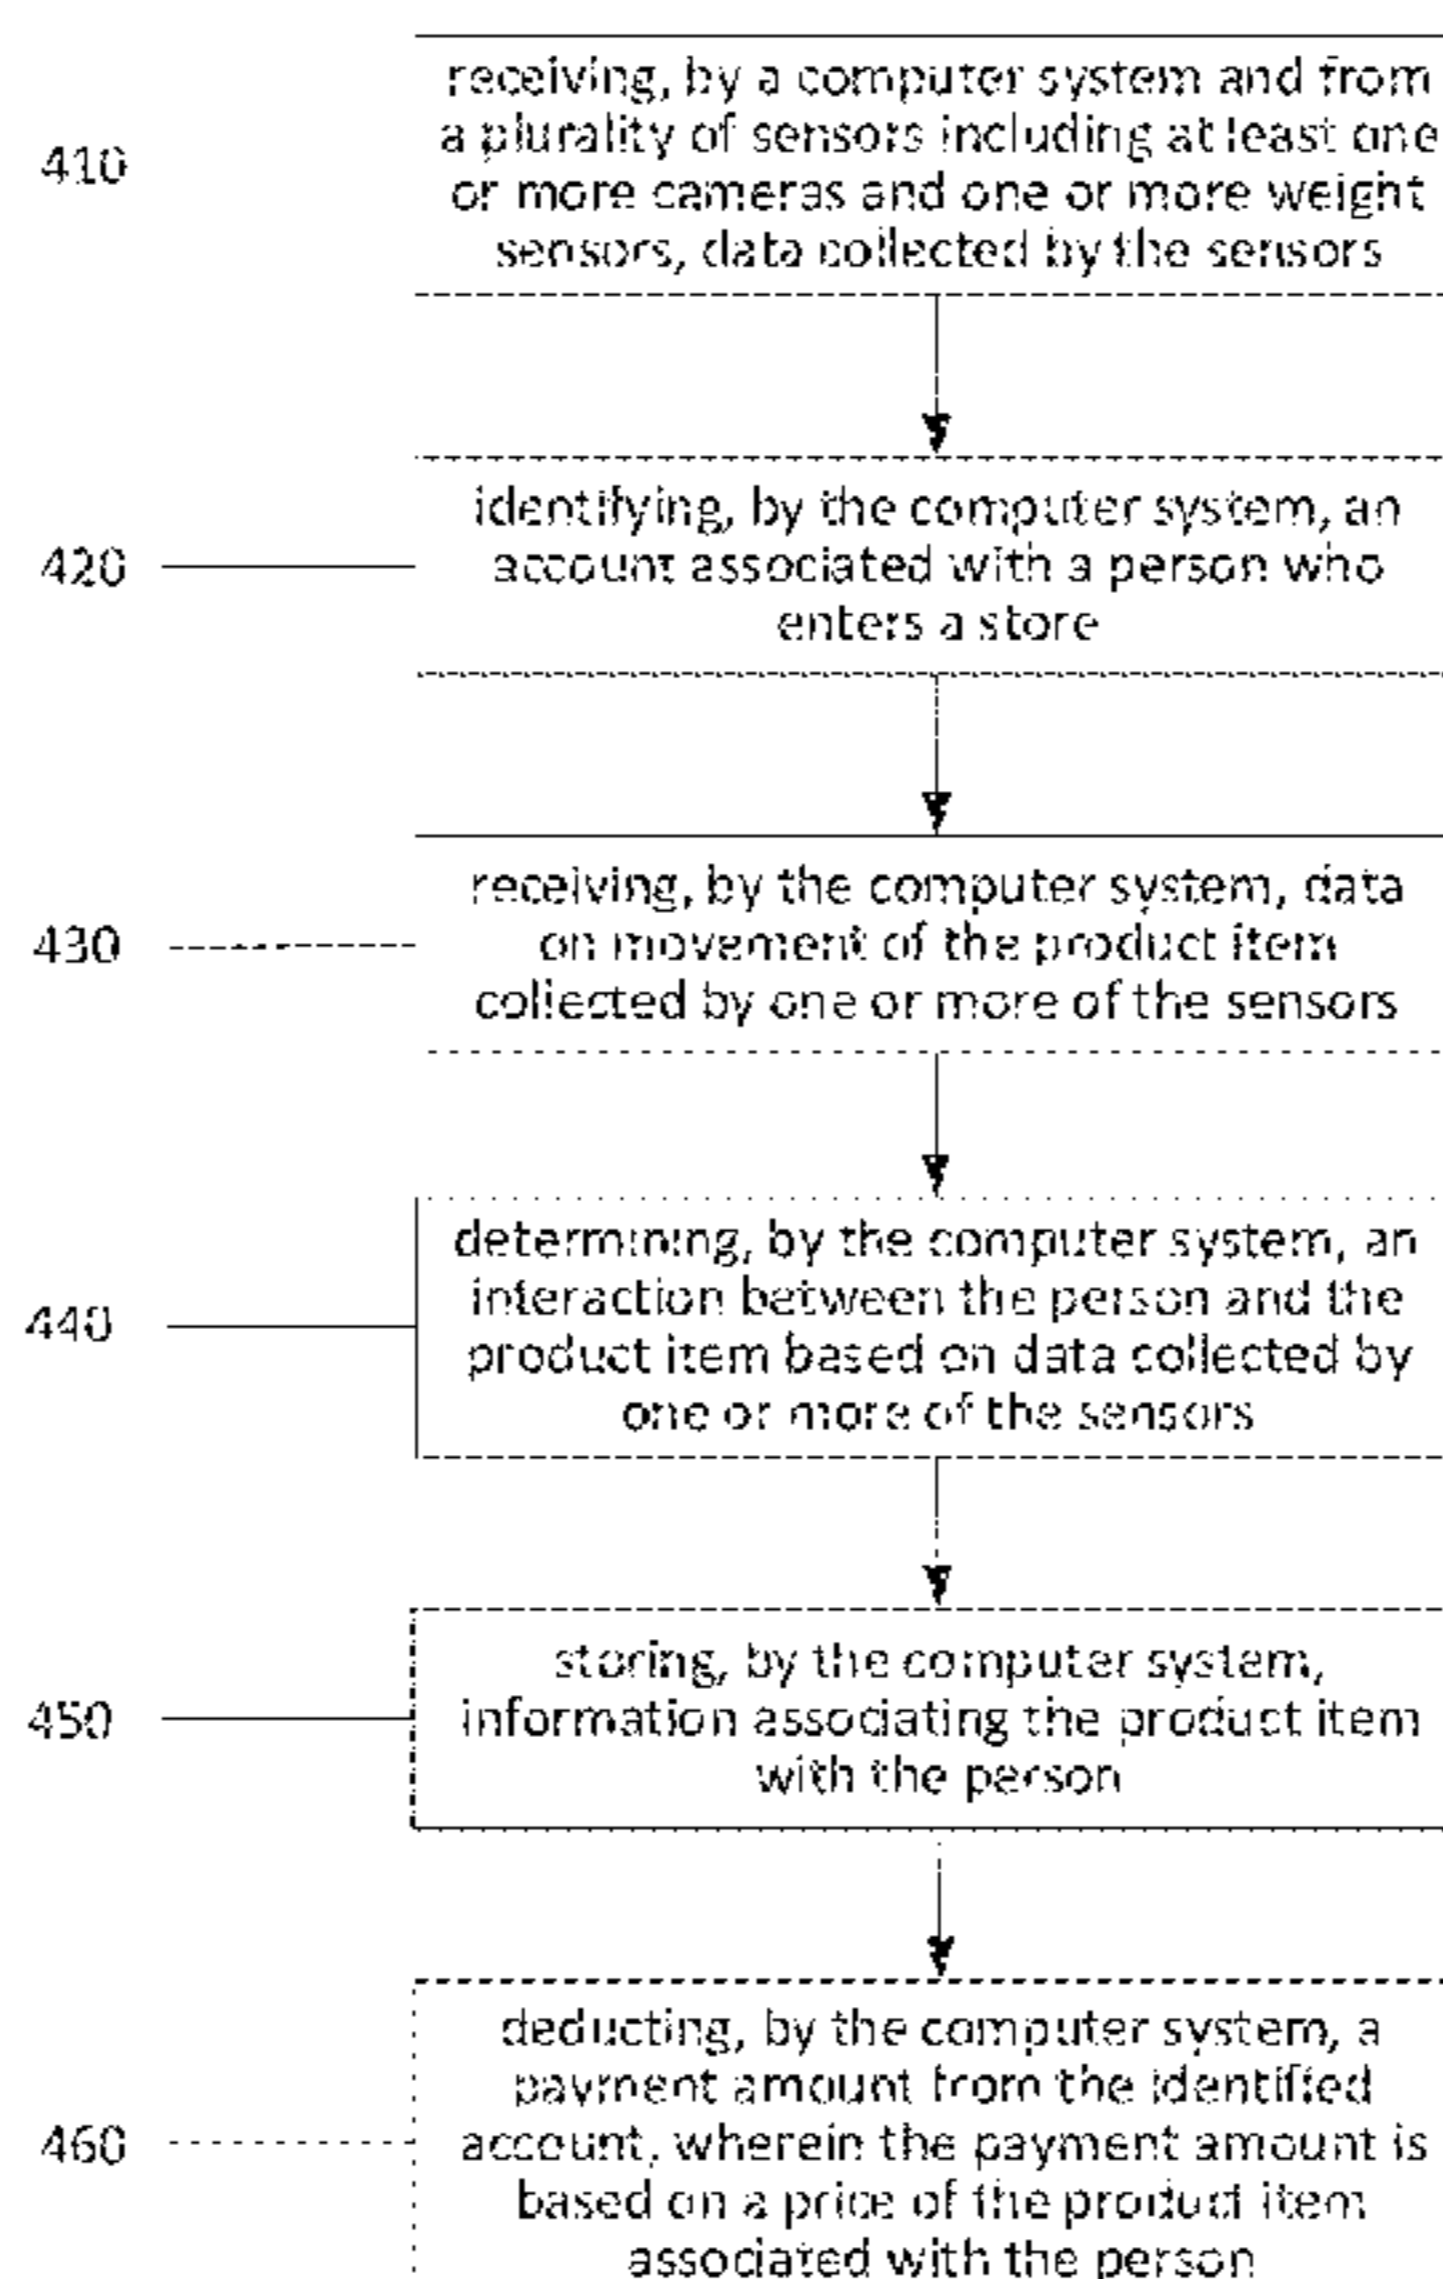 410
receiving, by a computer system and from
a plurality of sensors including at least one
or more cameras and one or more weight
sensors, data collected by the sensors
420
identifying, by the computer system, an
account associated with a person who
enters a store
430
receiving, by the computer system, data
on movement of the product item
collected by one or more of the sensors
440
determining, by the computer system, an
interaction between the person and the
product item based on data collected by
one or more of the sensors
450
storing, by the computer system,
information associating the product item
with the person
460
deducting, by the computer system, a
payment amount from the identified
account, wherein the payment amount is
based on a price of the product item
associated with the person